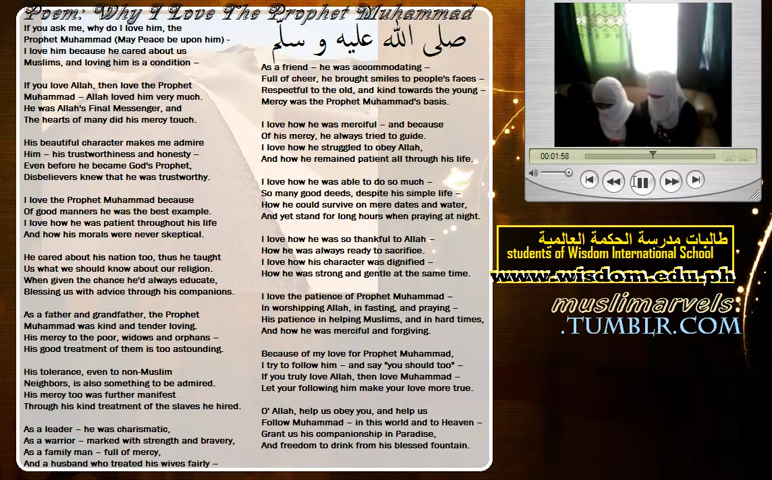 Poem: Why I Love The Prophet Muhammad
صلى الله عليه و سلم
If you ask me, why do I love him, the
Prophet Muhammad (May Peace be upon him) -
I love him because he cared about us
Muslims, and loving him is a condition –
If you love Allah, then love the Prophet
Muhammad – Allah loved him very much.
He was Allah's Final Messenger, and
The hearts of many did his mercy touch.
His beautiful character makes me admire
Him – his trustworthiness and honesty –
Even before he became God's Prophet,
Disbelievers knew that he was trustworthy.
I love the Prophet Muhammad because
Of good manners he was the best example.
I love how he was patient throughout his life
And how his morals were never skeptical.
He cared about his nation too, thus he taught
Us what we should know about our religion.
When given the chance he'd always educate,
Blessing us with advice through his companions.
As a father and grandfather, the Prophet
Muhammad was kind and tender loving.
His mercy to the poor, widows and orphans –
His good treatment of them is too astounding.
His tolerance, even to non-Muslim
Neighbors, is also something to be admired.
His mercy too was further manifest
Through his kind treatment of the slaves he hired.
As a leader – he was charismatic,
As a warrior – marked with strength and bravery,
As a family man – full of mercy,
And a husband who treated his wives fairly –
As a friend – he was accommodating –
Full of cheer, he brought smiles to people's faces –
Respectful to the old, and kind towards the young –
Mercy was the Prophet Muhammad's basis.
I love how he was merciful – and because
Of his mercy, he always tried to guide.
I love how he struggled to obey Allah,
And how he remained patient all through his life.
I love how he was able to do so much –
So many good deeds, despite his simple life –
How he could survive on mere dates and water,
And yet stand for long hours when praying at night.
I love how he was so thankful to Allah –
How he was always ready to sacrifice.
I love how his character was dignified –
How he was strong and gentle at the same time.
I love the patience of Prophet Muhammad –
In worshipping Allah, in fasting, and praying –
His patience in helping Muslims, and in hard times,
And how he was merciful and forgiving.
Because of my love for Prophet Muhammad,
I try to follow him – and say "you should too" –
If you truly love Allah, then love Muhammad –
Let your following him make your love more true.
O' Allah, help us obey you, and help us
Follow Muhammad – in this world and to Heaven –
Grant us his companionship in Paradise,
And freedom to drink from his blessed fountain.
00:01:58
طالبات مدرسة الحكمة العالمية
students of Wisdom International School
www.wisdom.edu.ph
muslimarvels
.TUMBLR.COM